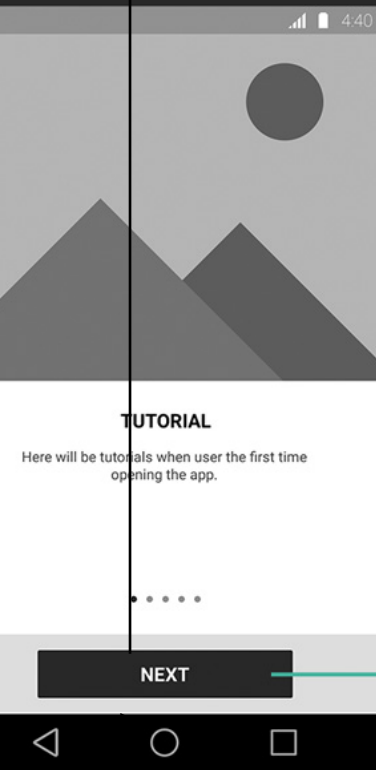 4:40
TUTORIAL
Here will be tutorials when user the first time
opening the app.
NEXT